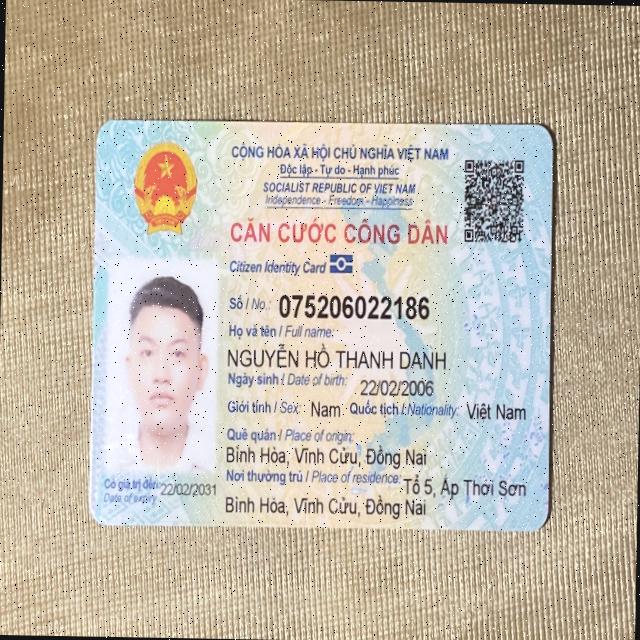 CỘNG HÒA XÃ HỘI CHỦ NGHĨA VIỆT NAM
Độc lập - Tự do - Hạnh phúc
SOCIALIST REPUBLIC OF VIET NAM
Independence - Freedom - Happiness
CĂN CƯỚC CÔNG DÂN
Citizen Identity Card
Số / No.: 075206022186
Họ và tên / Full name:
NGUYỄN HỒ THANH DANH
Ngày sinh / Date of birth: 22/02/2006
Giới tính / Sex: Nam Quốc tịch / Nationality: Việt Nam
Quê quán / Place of origin:
Bình Hòa, Vĩnh Cửu, Đồng Nai
Nơi thường trú / Place of residence: Tổ 5, Ấp Thới Sơn
Bình Hòa, Vĩnh Cửu, Đồng Nai
Có giá trị đến: 22/02/2031
Date of expiry